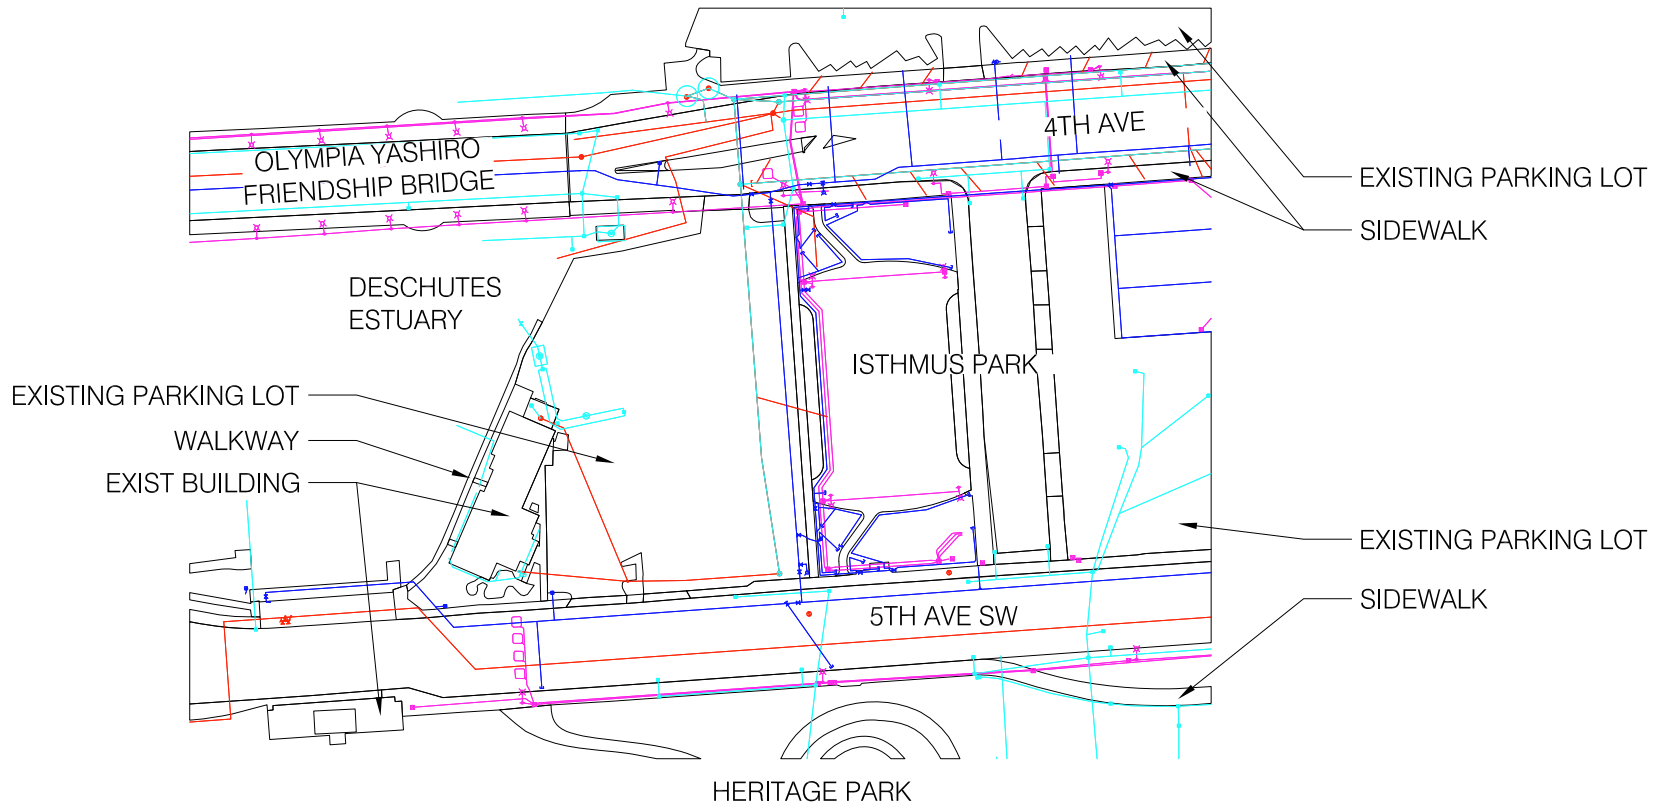 4TH AVE
OLYMPIA YASHIRO
FRIENDSHIP BRIDGE
EXISTING PARKING LOT
SIDEWALK
DESCHUTES
ESTUARY
ISTHMUS PARK
EXISTING PARKING LOT
WALKWAY
EXIST BUILDING
EXISTING PARKING LOT
SIDEWALK
5TH AVE SW
HERITAGE PARK